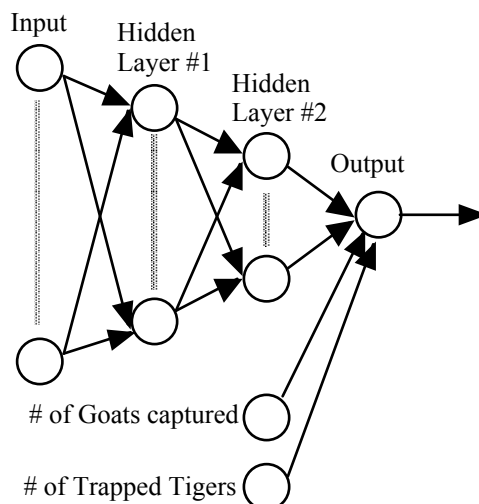 Input
Hidden
Layer #1
Hidden
Layer #2
Output
# of Goats captured
# of Trapped Tigers